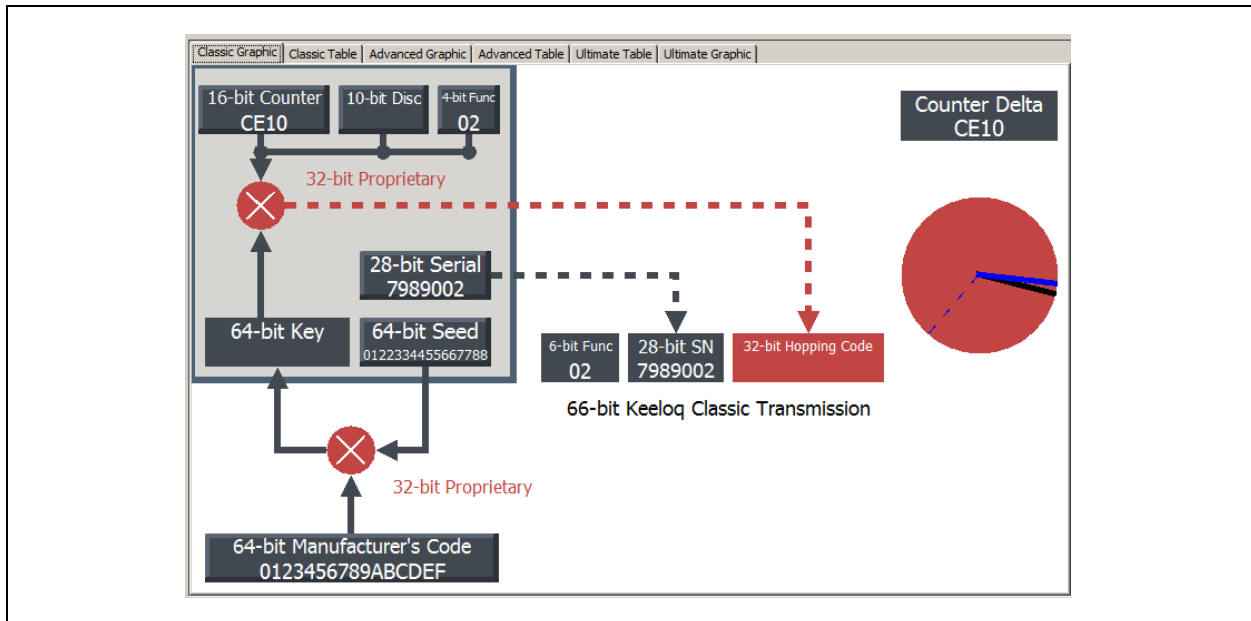 Classic Graphic
Classic Table
Advanced Graphic
Advanced Table
Ultimate Table
Ultimate Graphic
16-bit Counter
CE10
10-bit Disc
4-bit Func
02
Counter Delta
CE10
32-bit Proprietary
28-bit Serial
7989002
64-bit Key
64-bit Seed
0122334455667788
6-bit Func
02
28-bit SN
7989002
32-bit Hopping Code
66-bit Keeloq Classic Transmission
32-bit Proprietary
64-bit Manufacturer's Code
0123456789ABCDEF